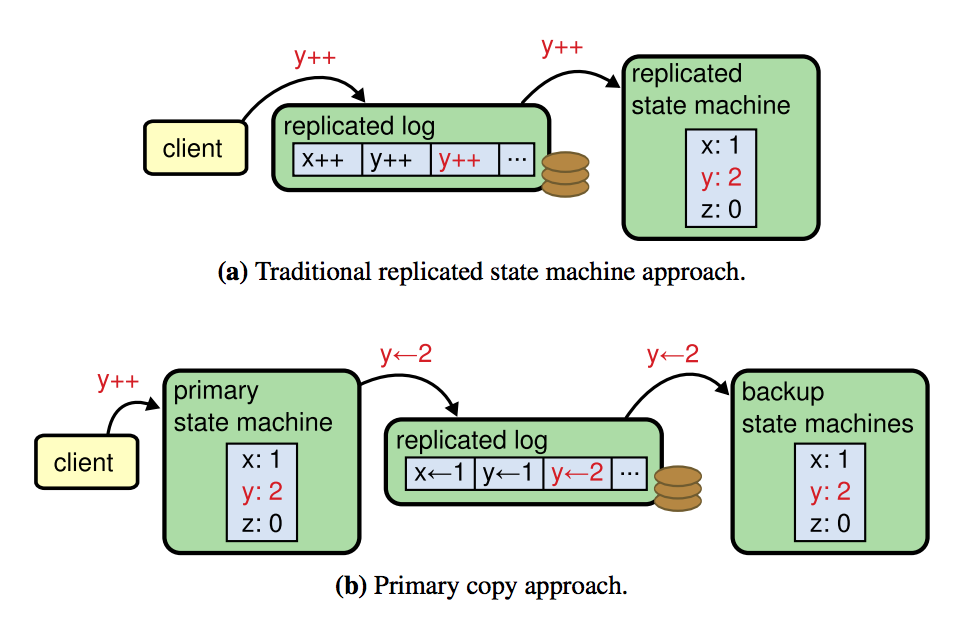 y++
y++
client
replicated log
x++ y++ y++ ...
replicated
state machine
x: 1
y: 2
z: 0
(a) Traditional replicated state machine approach.
y++
y←2
y←2
client
primary
state machine
x: 1
y: 2
z: 0
replicated log
x←1 y←1 y←2 ...
backup
state machines
x: 1
y: 2
z: 0
(b) Primary copy approach.